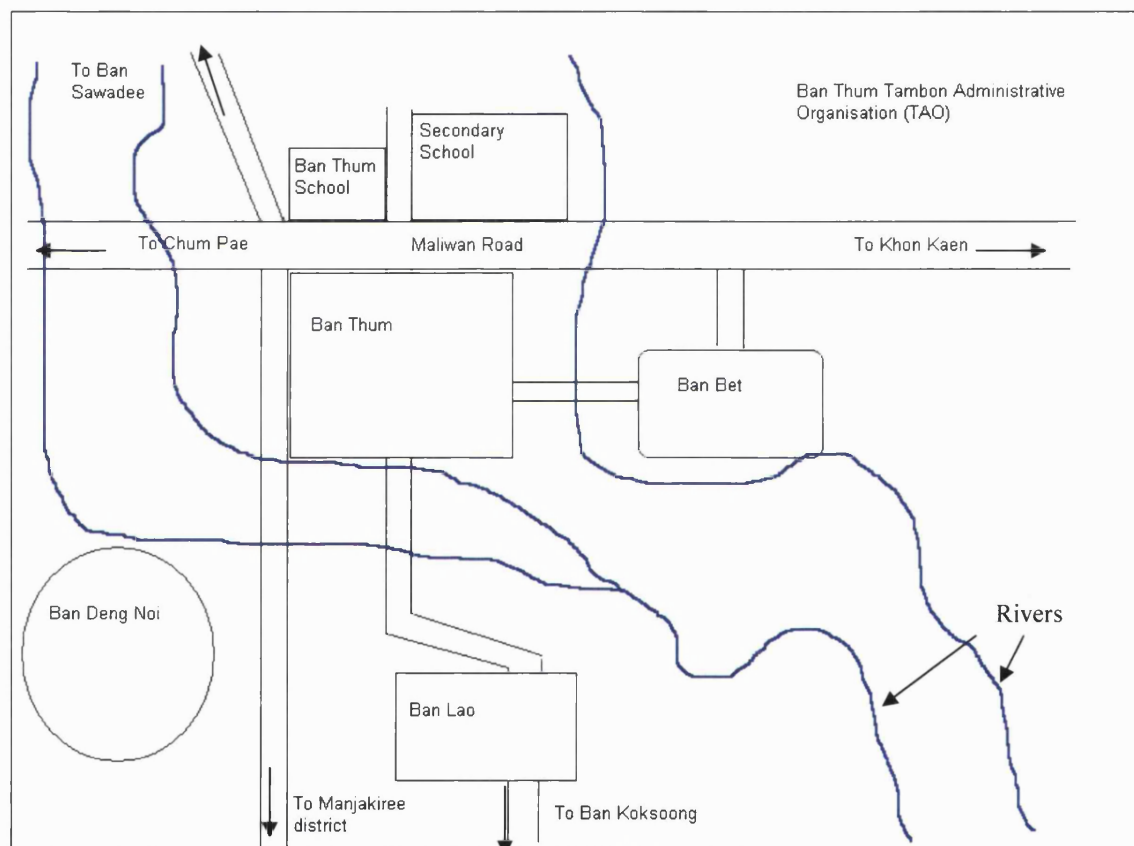 To Ban
Sawadee
Ban Thum Tambon Administrative
Organisation (TAO)
Secondary
School
Ban Thum
School
To Chum Pae
Maliwan Road
To Khon Kaen
Ban Thum
Ban Bet
Ban Deng Noi
Rivers
Ban Lao
To Manjakiree
district
To Ban Koksoong